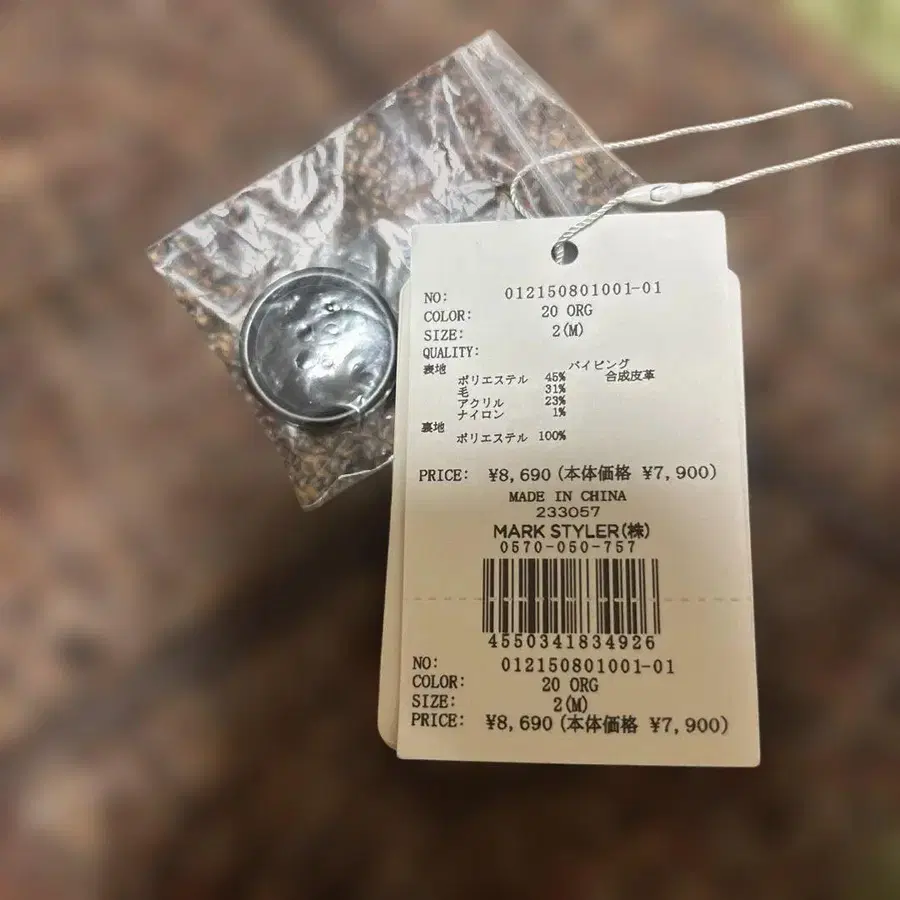 NO: 012150801001-01
COLOR: 20 ORG
SIZE: 2(M)
QUALITY:
表地 パイピング
ポリエステル 45% 合成皮革
毛 31%
アクリル 23%
ナイロン 1%
裏地
ポリエステル 100%
PRICE: ¥8,690(本体価格 ¥7,900)
MADE IN CHINA
233057
MARK STYLER(株)
0570-050-757
4550341834926
NO: 012150801001-01
COLOR: 20 ORG
SIZE: 2(M)
PRICE: ¥8,690(本体価格 ¥7,900)